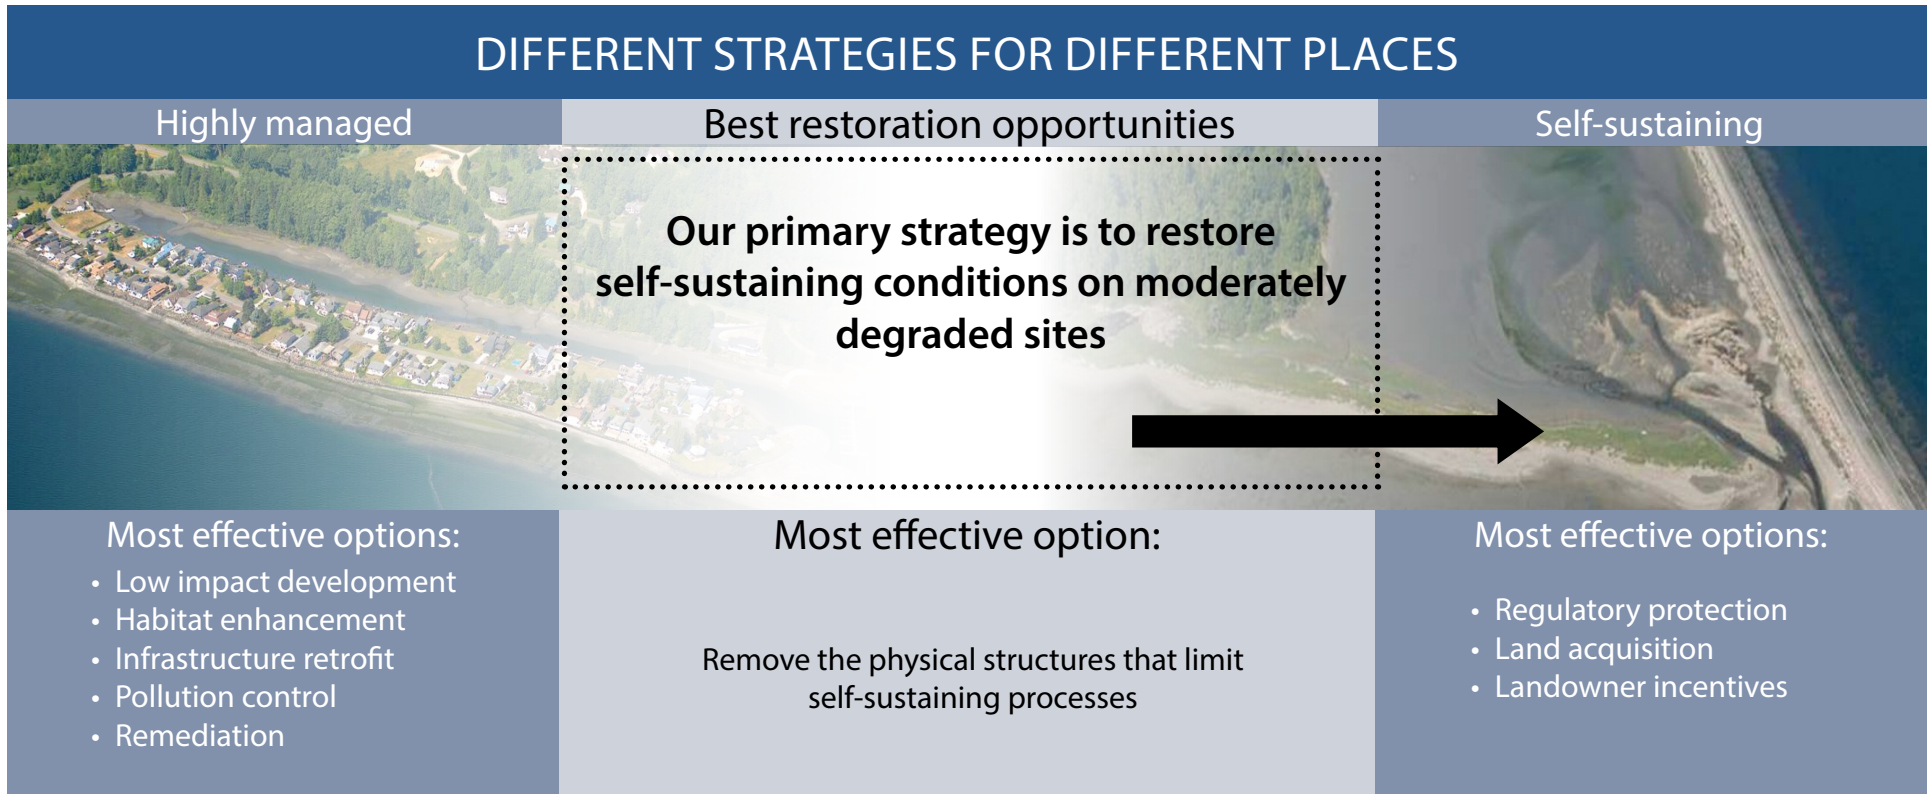 DIFFERENT STRATEGIES FOR DIFFERENT PLACES
Highly managed
Best restoration opportunities
Self-sustaining
Our primary strategy is to restore
self-sustaining conditions on moderately
degraded sites
Most effective options:
• Low impact development
• Habitat enhancement
• Infrastructure retrofit
• Pollution control
• Remediation
Most effective option:
Remove the physical structures that limit
self-sustaining processes
Most effective options:
• Regulatory protection
• Land acquisition
• Landowner incentives